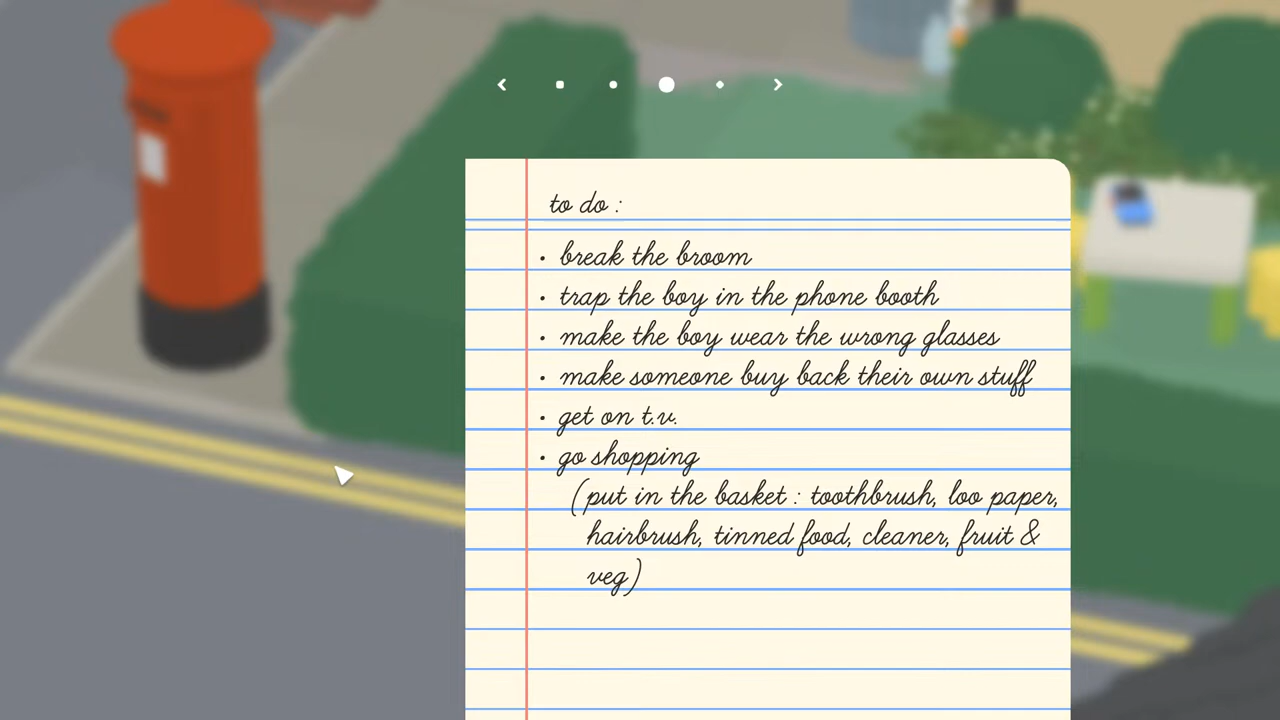 to do :
• break the broom
• trap the boy in the phone booth
• make the boy wear the wrong glasses
• make someone buy back their own stuff
• get on t.v.
• go shopping
(put in the basket : toothbrush, loo paper,
hairbrush, tinned food, cleaner, fruit &
veg)